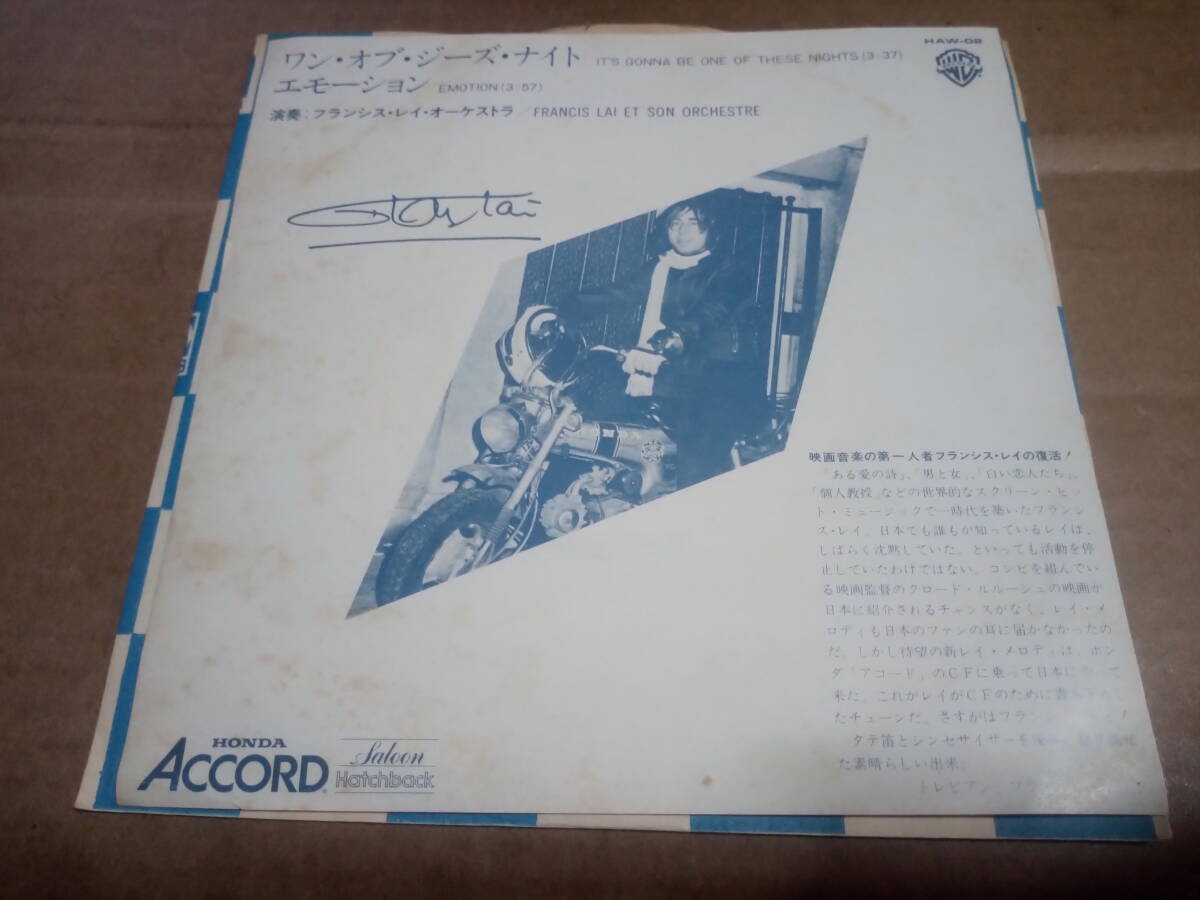 HAW-02
ワン・オブ・ジーズ・ナイト IT'S GONNA BE ONE OF THESE NIGHTS (3:37)
エモーション EMOTION (3:57)
演奏:フランシス・レイ・オーケストラ/FRANCIS LAI ET SON ORCHESTRE
映画音楽の第一人者フランシス・レイの復活!
「ある愛の詩」、「男と女」、「白い恋人たち」、
「個人教授」などの世界的なスクリーン・ヒッ
ト・ミュージックで一時代を築いたフランシ
ス・レイ。日本でも誰もが知っているレイは、
しばらく沈黙していた。といっても活動を停
止していたわけではない。コンビを組んでい
る映画監督のクロード・ルルーシュの映画が
日本に紹介されるチャンスがなく、レイ・メ
ロディも日本のファンの耳に届かなかったの
だ。しかし待望の新レイ・メロディは、ホン
ダ「アコード」のCFに乗って日本に
来た。これがレイがCFのために書き
たチューンだ。さすがはフラン
タテ笛とシンセサイザーを
た素晴らしい出来。
トレビアン
HONDA
ACCORD
Saloon
Hatchback